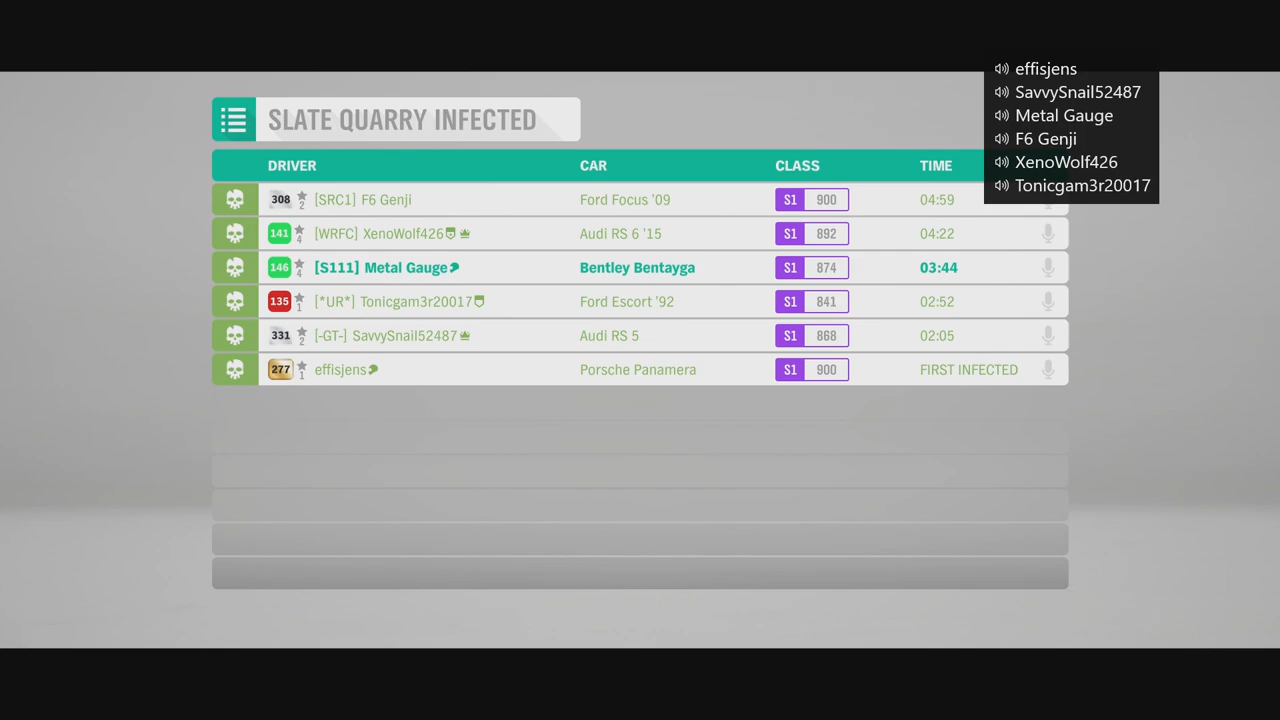 effisjens
SavvySnail52487
Metal Gauge
F6 Genji
XenoWolf426
Tonicgam3r20017
SLATE QUARRY INFECTED
DRIVER CAR CLASS TIME
308 2 [SRC1] F6 Genji Ford Focus '09 S1 900 04:59
141 4 [WRFC] XenoWolf426 Audi RS 6 '15 S1 892 04:22
146 4 [S111] Metal Gauge Bentley Bentayga S1 874 03:44
135 1 [*UR*] Tonicgam3r20017 Ford Escort '92 S1 841 02:52
331 2 [-GT-] SavvySnail52487 Audi RS 5 S1 868 02:05
277 1 effisjens Porsche Panamera S1 900 FIRST INFECTED